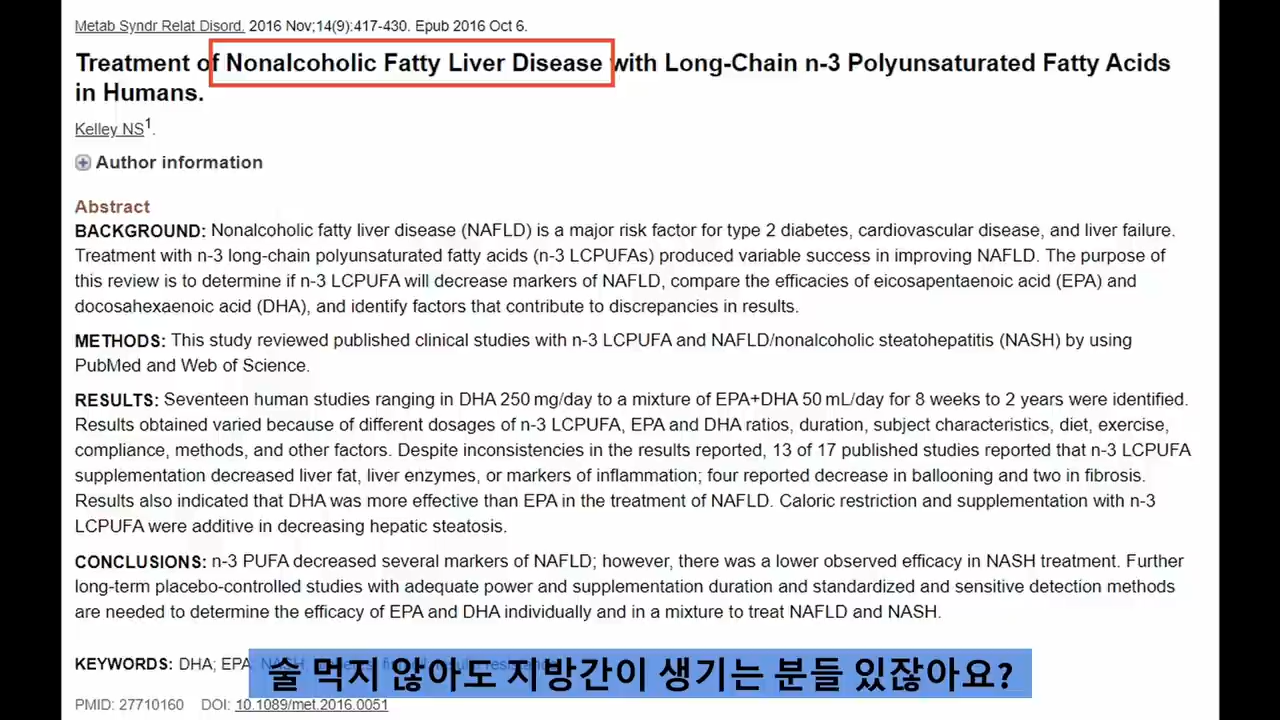 Metab Syndr Relat Disord. 2016 Nov;14(9):417-430. Epub 2016 Oct 6.
Treatment of Nonalcoholic Fatty Liver Disease with Long-Chain n-3 Polyunsaturated Fatty Acids
in Humans.
Kelley NS1.
Author information
Abstract
BACKGROUND: Nonalcoholic fatty liver disease (NAFLD) is a major risk factor for type 2 diabetes, cardiovascular disease, and liver failure.
Treatment with n-3 long-chain polyunsaturated fatty acids (n-3 LCPUFAs) produced variable success in improving NAFLD. The purpose of
this review is to determine if n-3 LCPUFA will decrease markers of NAFLD, compare the efficacies of eicosapentaenoic acid (EPA) and
docosahexaenoic acid (DHA), and identify factors that contribute to discrepancies in results.
METHODS: This study reviewed published clinical studies with n-3 LCPUFA and NAFLD/nonalcoholic steatohepatitis (NASH) by using
PubMed and Web of Science.
RESULTS: Seventeen human studies ranging in DHA 250 mg/day to a mixture of EPA+DHA 50 mL/day for 8 weeks to 2 years were identified.
Results obtained varied because of different dosages of n-3 LCPUFA, EPA and DHA ratios, duration, subject characteristics, diet, exercise,
compliance, methods, and other factors. Despite inconsistencies in the results reported, 13 of 17 published studies reported that n-3 LCPUFA
supplementation decreased liver fat, liver enzymes, or markers of inflammation; four reported decrease in ballooning and two in fibrosis.
Results also indicated that DHA was more effective than EPA in the treatment of NAFLD. Caloric restriction and supplementation with n-3
LCPUFA were additive in decreasing hepatic steatosis.
CONCLUSIONS: n-3 PUFA decreased several markers of NAFLD; however, there was a lower observed efficacy in NASH treatment. Further
long-term placebo-controlled studies with adequate power and supplementation duration and standardized and sensitive detection methods
are needed to determine the efficacy of EPA and DHA individually and in a mixture to treat NAFLD and NASH.
KEYWORDS: DHA; EPA
술 먹지 않아도 지방간이 생기는 분들 있잖아요?
PMID: 27710160 DOI: 10.1089/met.2016.0051